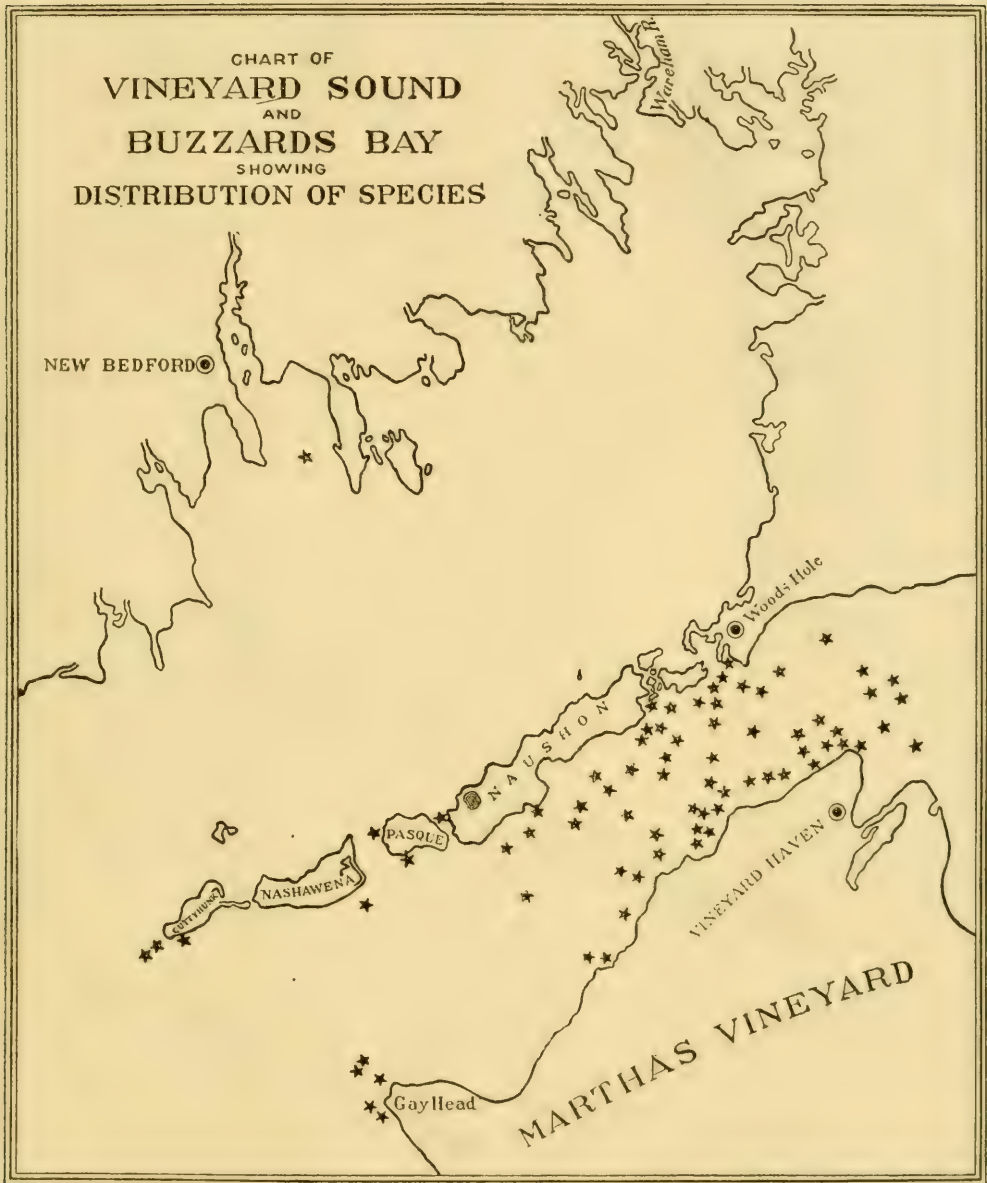 CHART OF
VINEYARD SOUND
AND
BUZZARDS BAY
SHOWING
DISTRIBUTION OF SPECIES
Wareham R.
NEW BEDFORD
Woods Hole
NAUSHON
PASQUE
NASHAWENA
CUTTYHUNK
VINEYARD HAVEN
MARTHAS VINEYARD
Gay Head